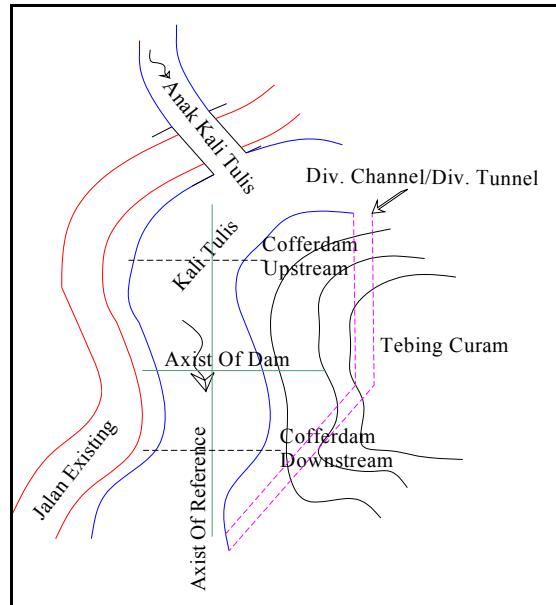 Anak Kali Tulis
Div. Channel/Div. Tunnel
Kali Tulis
Cofferdam
Upstream
Tebing Curam
Axist Of Dam
Cofferdam
Downstream
Jalan Existing
Axist Of Reference